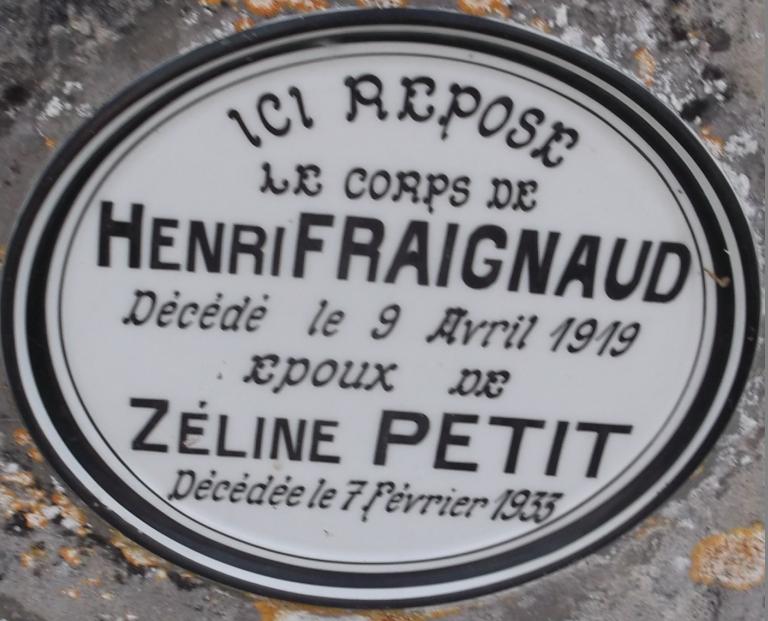 ICI REPOSE
LE CORPS DE
HENRI FRAIGNAUD
Décédé le 9 Avril 1919
EPOUX DE
ZÉLINE PETIT
Décédée le 7 Février 1933